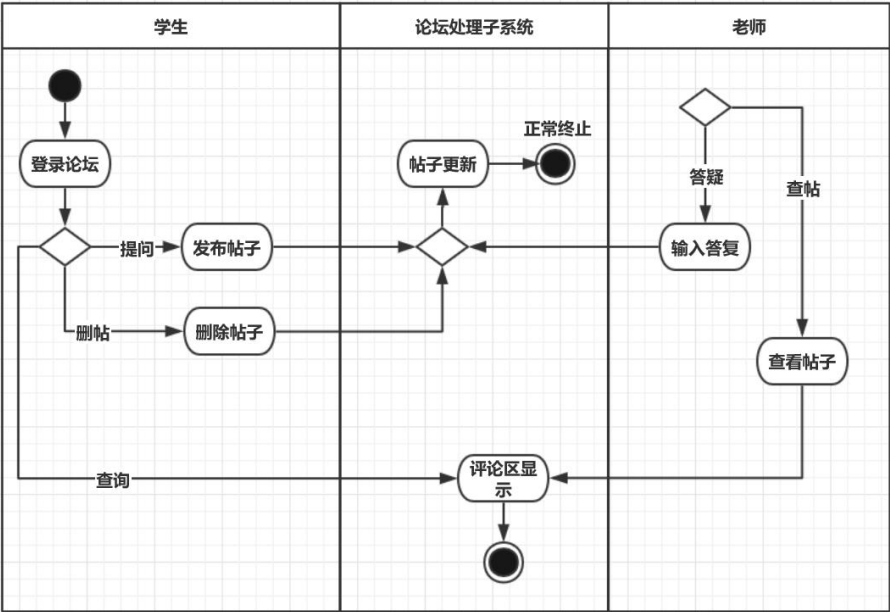 学生
论坛处理子系统
老师
正常终止
登录论坛
帖子更新
答疑
查帖
提问
发布帖子
输入答复
删帖
删除帖子
查看帖子
查询
评论区显
示